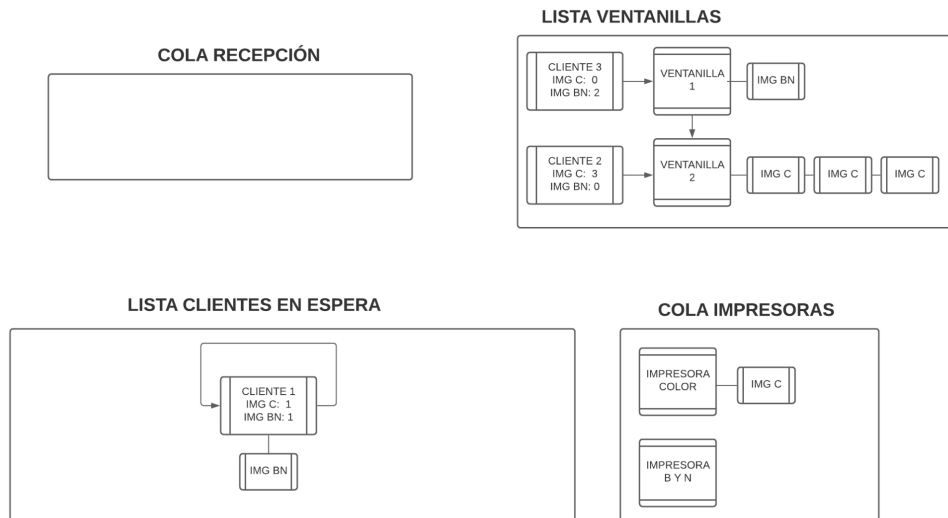 LISTA VENTANILLAS
COLA RECEPCIÓN
CLIENTE 3
IMG C: 0
IMG BN: 2
VENTANILLA
1
IMG BN
CLIENTE 2
IMG C: 3
IMG BN: 0
VENTANILLA
2
IMG C
IMG C
IMG C
LISTA CLIENTES EN ESPERA
CLIENTE 1
IMG C: 1
IMG BN: 1
IMG BN
COLA IMPRESORAS
IMPRESORA
COLOR
IMG C
IMPRESORA
B Y N